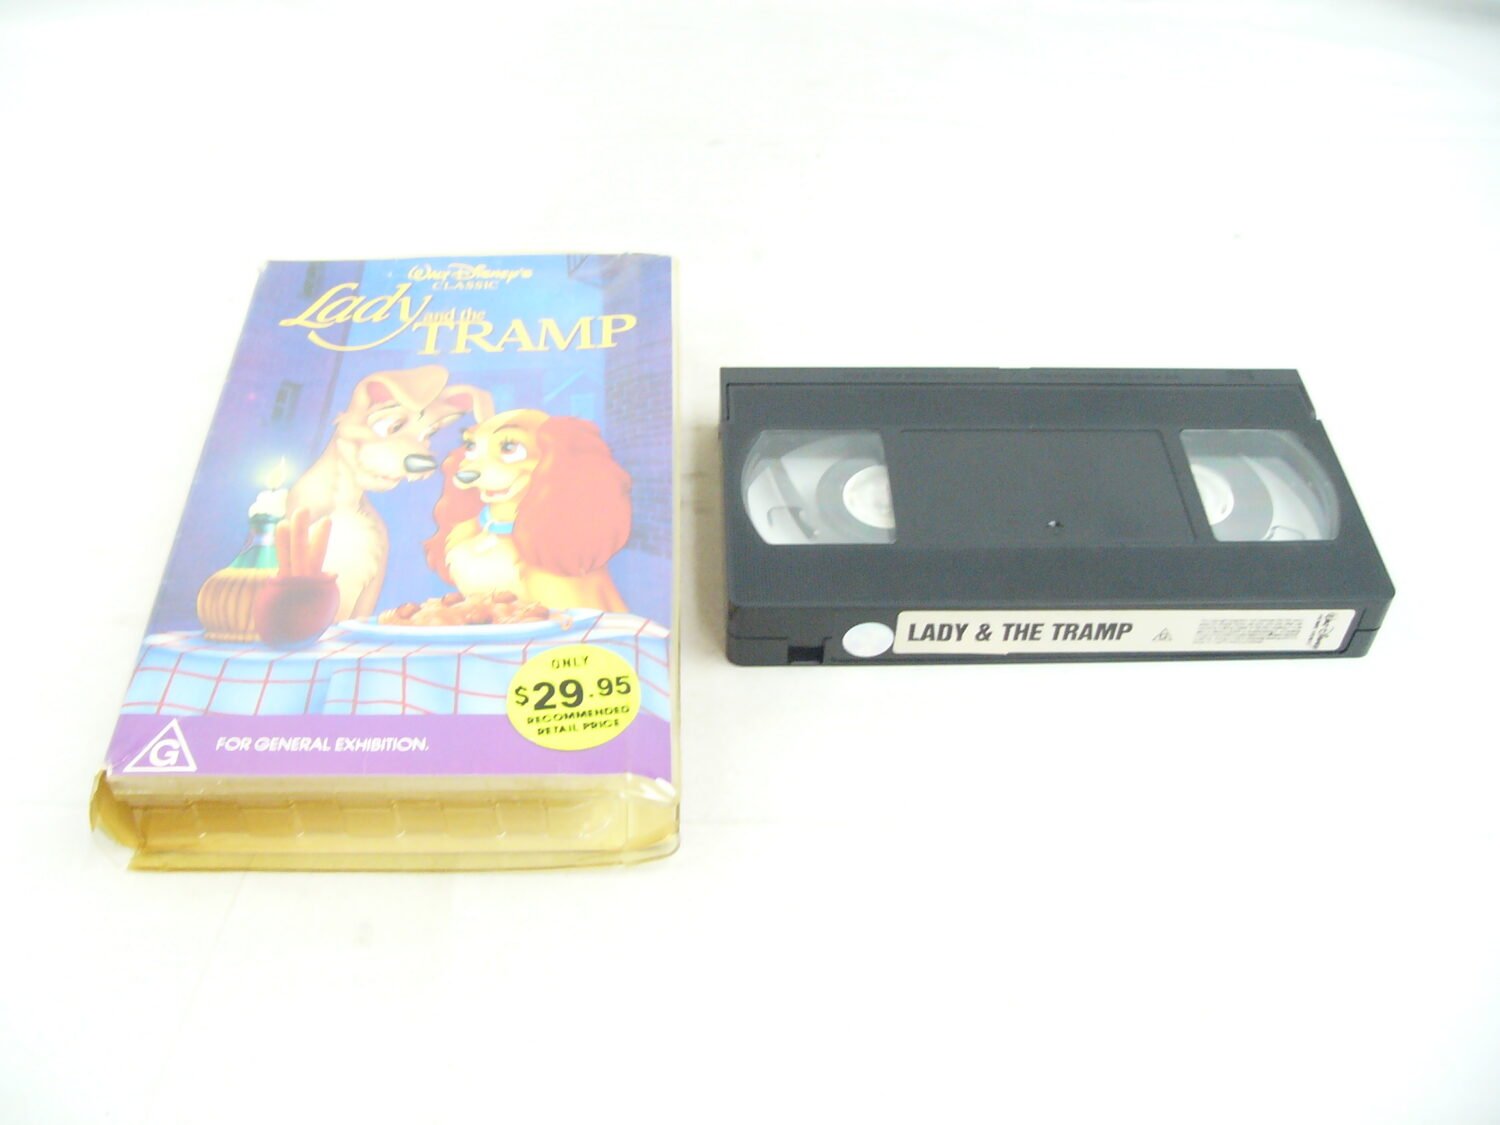 Walt Disney's
CLASSIC
Lady and the
TRAMP
ONLY
$29.95
RECOMMENDED
RETAIL PRICE
G
FOR GENERAL EXHIBITION.
LADY & THE TRAMP
G